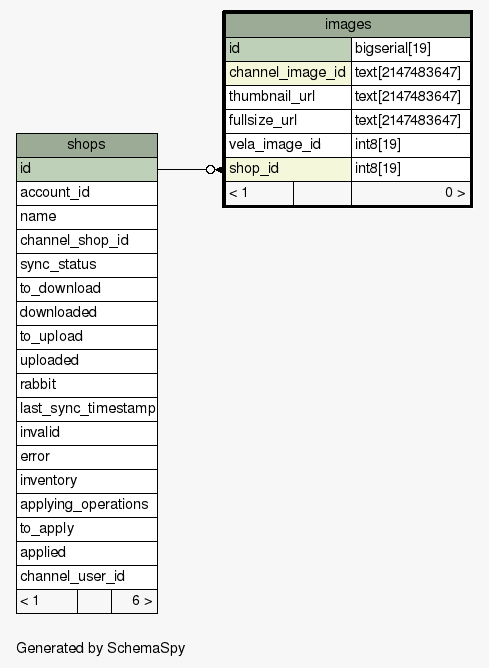 images
id bigserial[19]
channel_image_id text[2147483647]
thumbnail_url text[2147483647]
fullsize_url text[2147483647]
vela_image_id int8[19]
shop_id int8[19]
< 1 0 >
shops
id
account_id
name
channel_shop_id
sync_status
to_download
downloaded
to_upload
uploaded
rabbit
last_sync_timestamp
invalid
error
inventory
applying_operations
to_apply
applied
channel_user_id
< 1 6 >
Generated by SchemaSpy